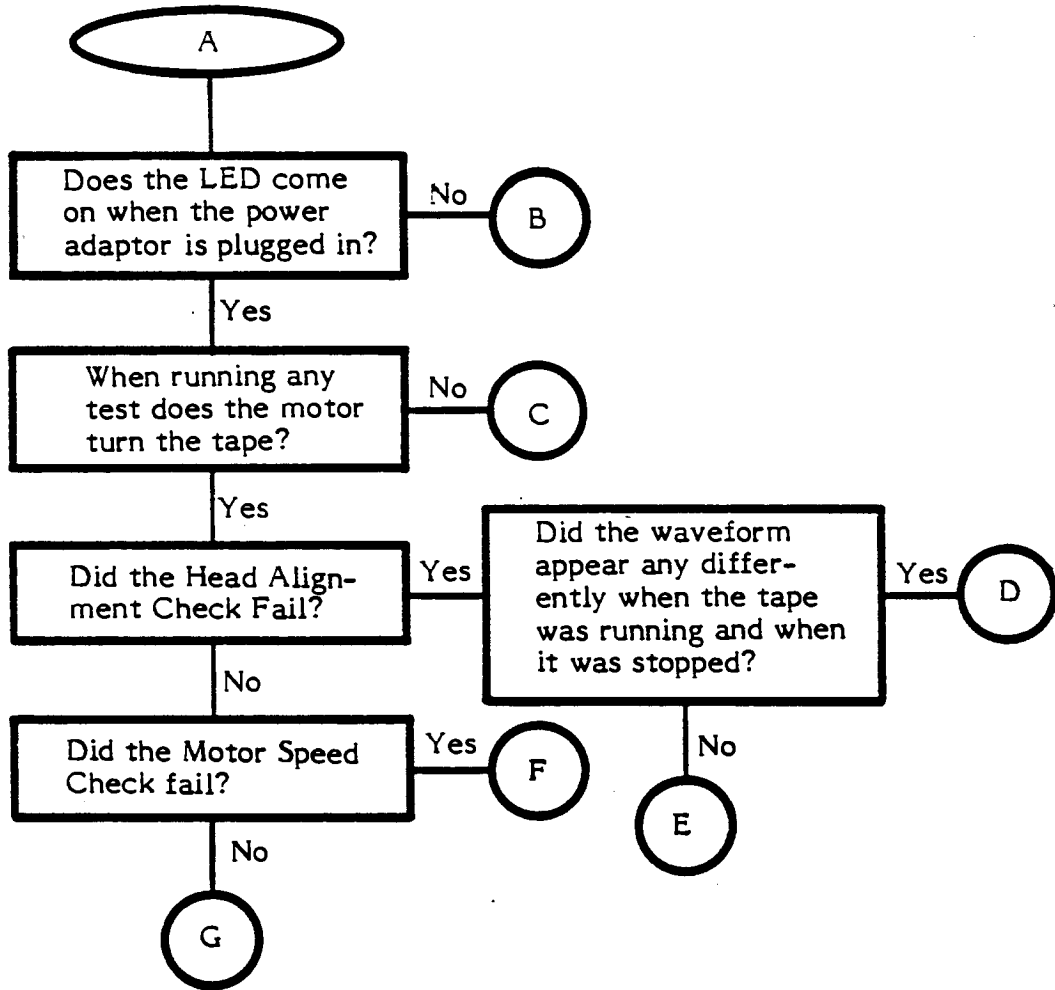 A
Does the LED come
on when the power
adaptor is plugged in?
No
B
Yes
When running any
test does the motor
turn the tape?
No
C
Yes
Did the Head Align-
ment Check Fail?
Yes
Did the waveform
appear any differ-
ently when the tape
was running and when
it was stopped?
Yes
D
No
E
No
Did the Motor Speed
Check fail?
Yes
F
No
G